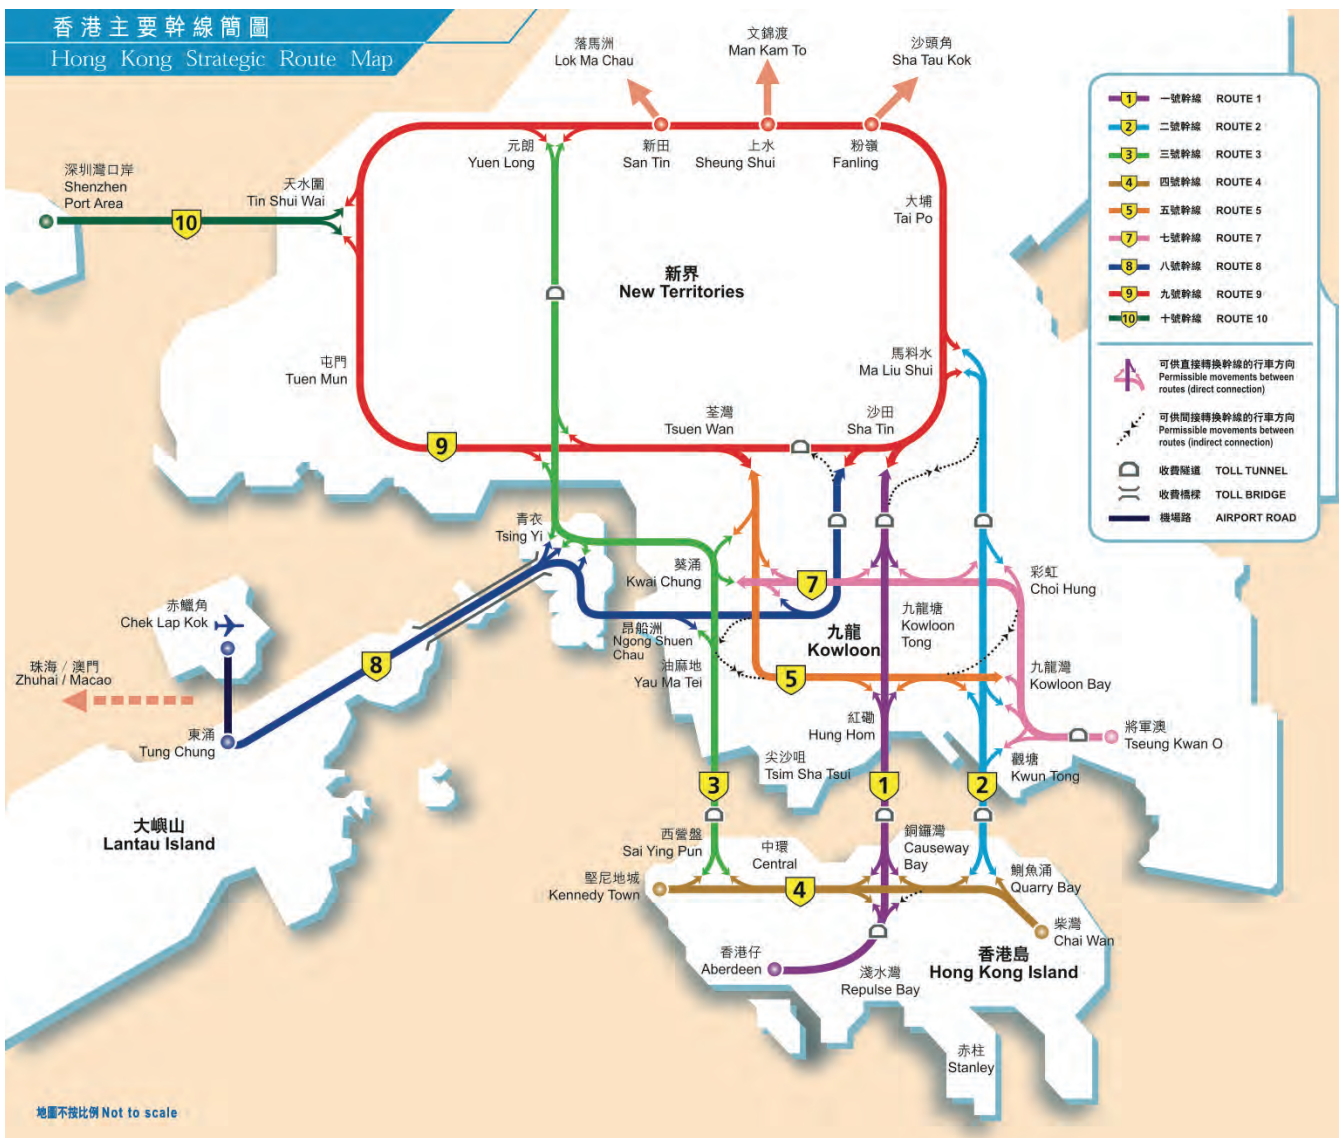 香港主要幹線簡圖
Hong Kong Strategic Route Map
落馬洲
Lok Ma Chau
文錦渡
Man Kam To
沙頭角
Sha Tau Kok
元朗
Yuen Long
新田
San Tin
上水
Sheung Shui
粉嶺
Fanling
深圳灣口岸
Shenzhen
Port Area
天水圍
Tin Shui Wai
10
大埔
Tai Po
新界
New Territories
屯門
Tuen Mun
馬料水
Ma Liu Shui
荃灣
Tsuen Wan
沙田
Sha Tin
9
青衣
Tsing Yi
葵涌
Kwai Chung
7
彩虹
Choi Hung
赤鱲角
Chek Lap Kok
昂船洲
Ngong Shuen
Chau
九龍
Kowloon
九龍塘
Kowloon
Tong
珠海／澳門
Zhuhai / Macao
8
油麻地
Yau Ma Tei
5
九龍灣
Kowloon Bay
東涌
Tung Chung
紅磡
Hung Hom
將軍澳
Tseung Kwan O
尖沙咀
Tsim Sha Tsui
觀塘
Kwun Tong
3
1
2
大嶼山
Lantau Island
西營盤
Sai Ying Pun
中環
Central
銅鑼灣
Causeway
Bay
鰂魚涌
Quarry Bay
堅尼地城
Kennedy Town
4
柴灣
Chai Wan
香港仔
Aberdeen
淺水灣
Repulse Bay
香港島
Hong Kong Island
赤柱
Stanley
地圖不按比例 Not to scale
1 一號幹線 ROUTE 1
2 二號幹線 ROUTE 2
3 三號幹線 ROUTE 3
4 四號幹線 ROUTE 4
5 五號幹線 ROUTE 5
7 七號幹線 ROUTE 7
8 八號幹線 ROUTE 8
9 九號幹線 ROUTE 9
10 十號幹線 ROUTE 10
可供直接轉換幹線的行車方向
Permissible movements between
routes (direct connection)
可供間接轉換幹線的行車方向
Permissible movements between
routes (indirect connection)
收費隧道 TOLL TUNNEL
收費橋樑 TOLL BRIDGE
機場路 AIRPORT ROAD